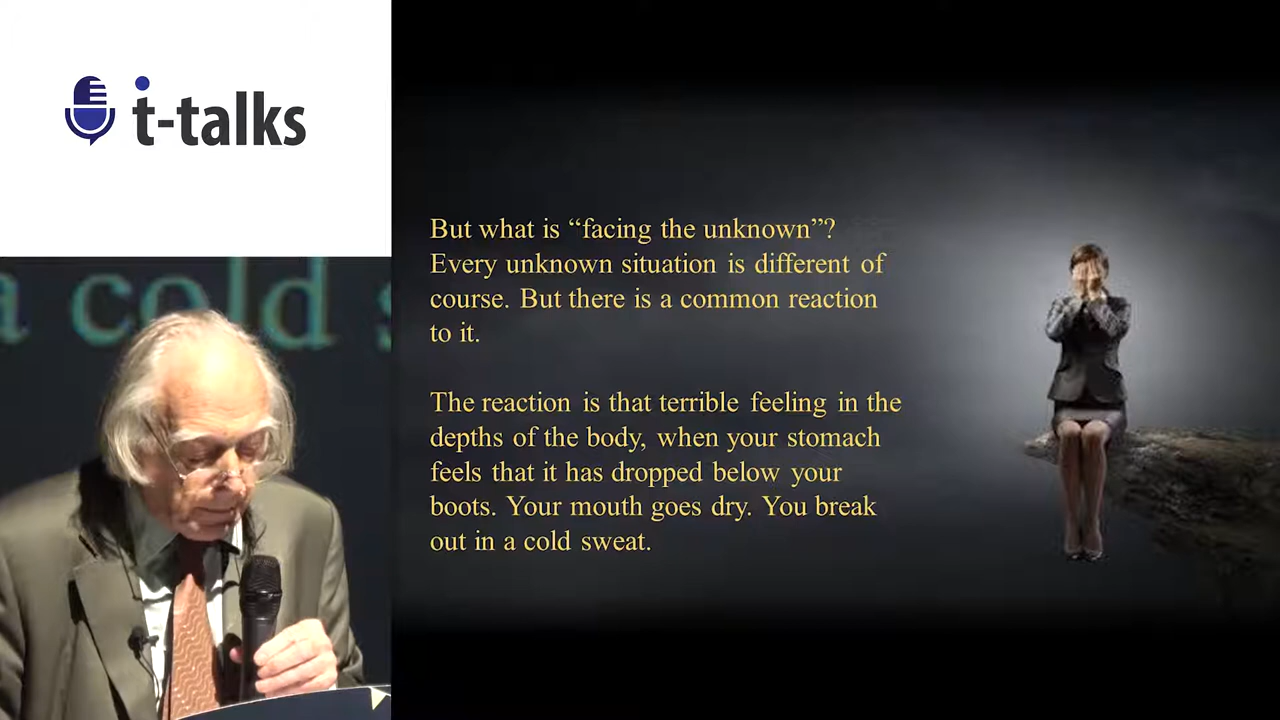 i-talks
a cold s
But what is “facing the unknown”?
Every unknown situation is different of
course. But there is a common reaction
to it.
The reaction is that terrible feeling in the
depths of the body, when your stomach
feels that it has dropped below your
boots. Your mouth goes dry. You break
out in a cold sweat.